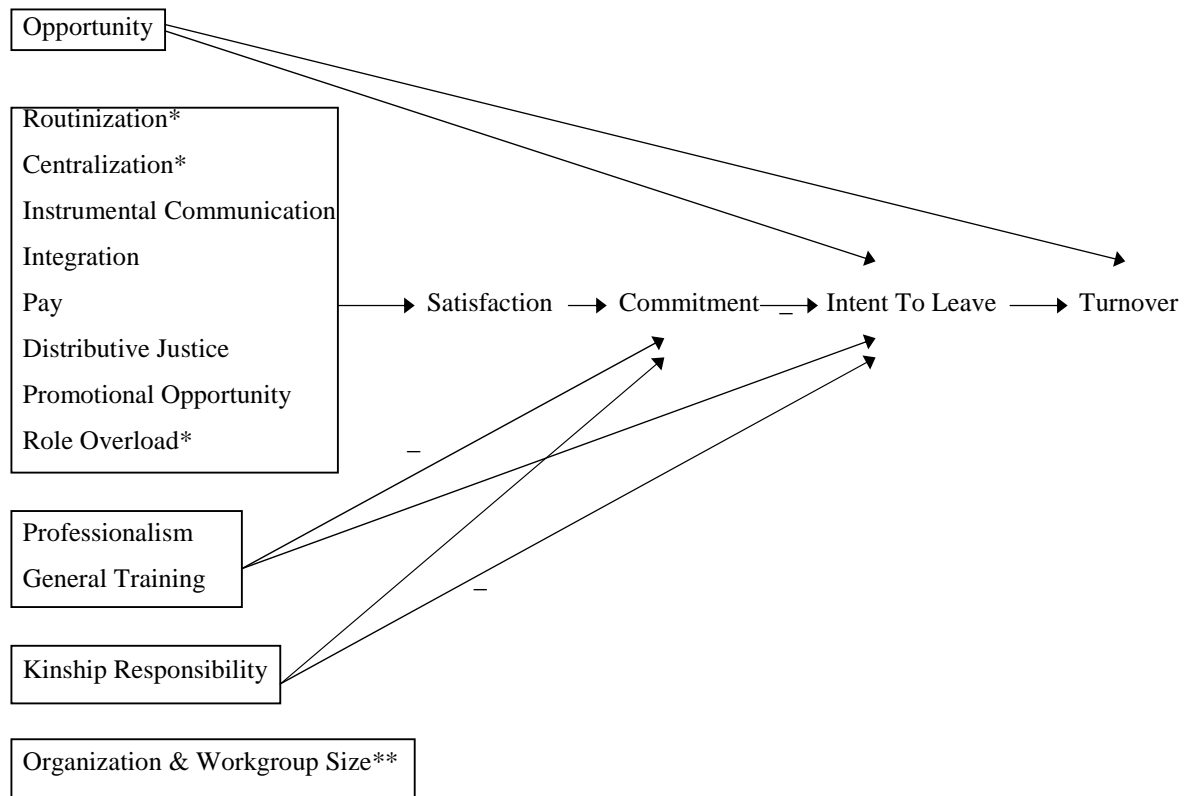 Opportunity
Routinization*
Centralization*
Instrumental Communication
Integration
Pay
Satisfaction
Commitment
–
Intent To Leave
Turnover
Distributive Justice
Promotional Opportunity
Role Overload*
–
Professionalism
General Training
–
Kinship Responsibility
Organization & Workgroup Size**